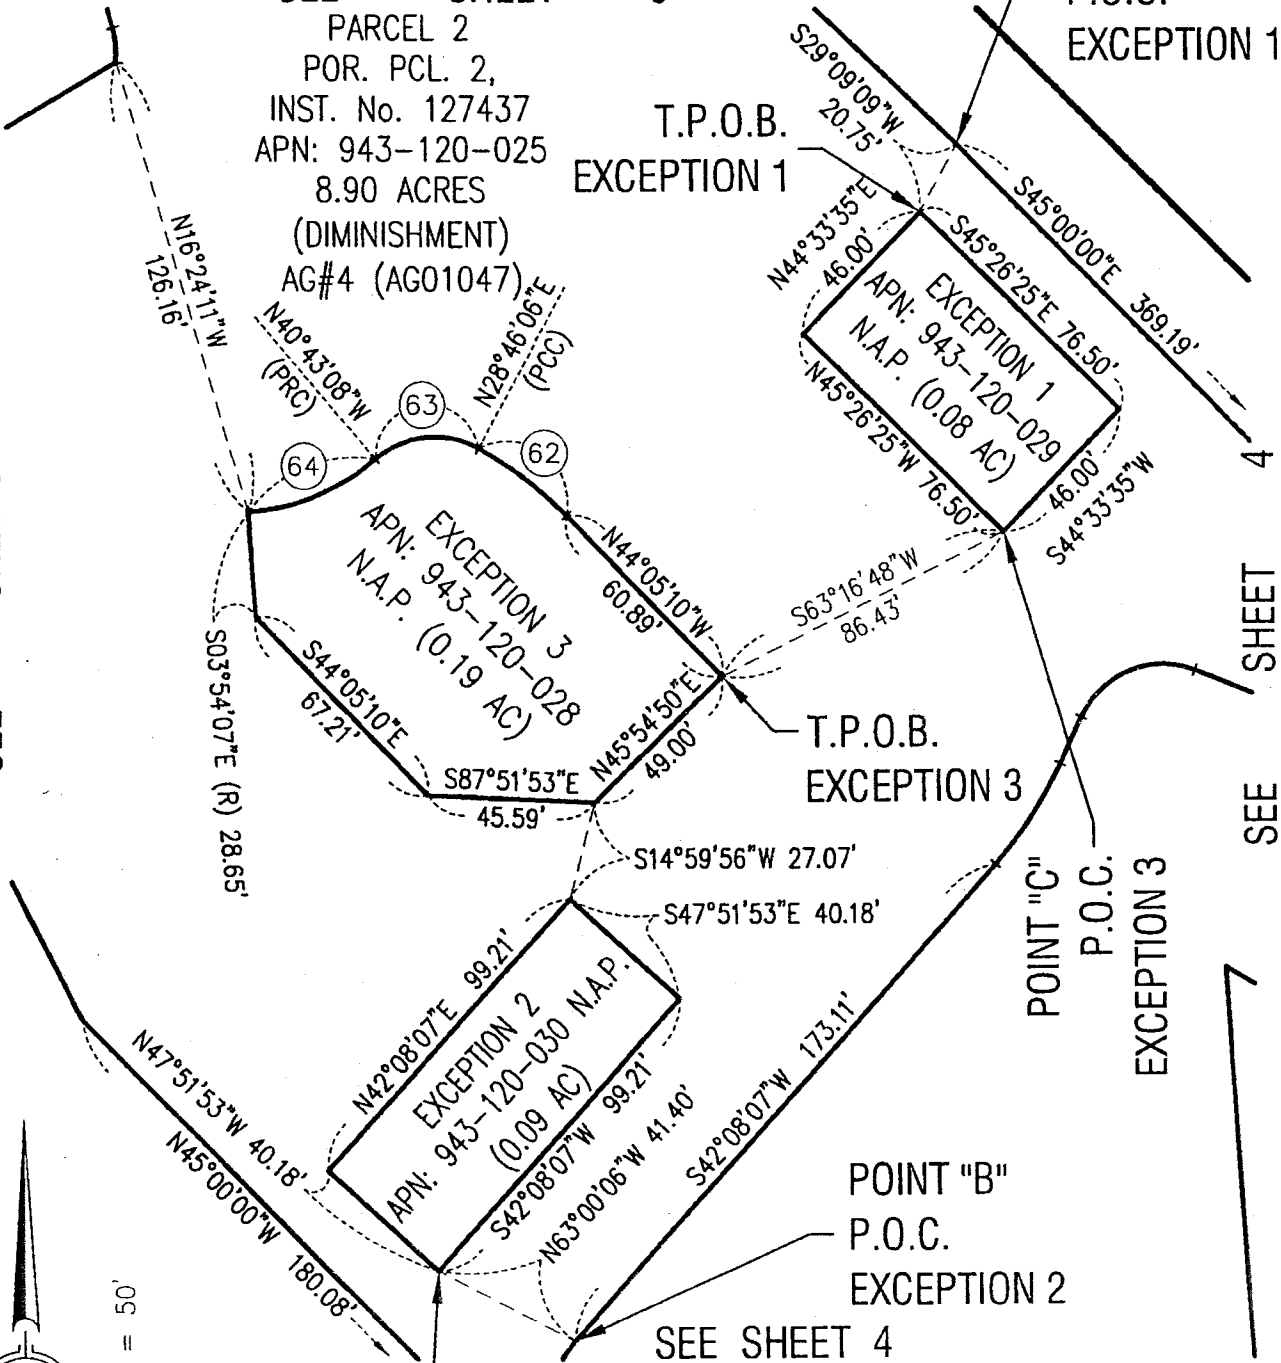 PARCEL 2
POR. PCL. 2,
INST. No. 127437
APN: 943-120-025
8.90 ACRES
(DIMINISHMENT)
AG#4 (AG01047)
EXCEPTION 1
T.P.O.B.
EXCEPTION 1
S29°09'09"W
20.75'
S45°00'00"E 369.19'
N44°33'35"E
46.00'
S45°26'25"E 76.50'
EXCEPTION 1
APN: 943-120-029
N.A.P. (0.08 AC)
N45°26'25"W 76.50'
46.00'
S44°33'35"W
N16°24'11"W
126.16'
N40°43'08"W
(PRC)
N28°46'06"E
(PCC)
63
62
64
EXCEPTION 3
APN: 943-120-028
N.A.P. (0.19 AC)
N44°05'10"W
60.89'
S63°16'48"W
86.43'
S03°54'07"E (R) 28.65'
S44°05'10"E
67.21'
S87°51'53"E
45.59'
N45°54'50"E
49.00'
T.P.O.B.
EXCEPTION 3
S14°59'56"W 27.07'
S47°51'53"E 40.18'
POINT "C"
P.O.C.
EXCEPTION 3
SEE SHEET 4
N42°08'07"E 99.21'
EXCEPTION 2
APN: 943-120-030 N.A.P.
(0.09 AC)
S42°08'07"W 99.21'
S42°08'07"W 173.11'
N63°00'06"W 41.40'
N47°51'53"W 40.18'
N45°00'00"W 180.08'
POINT "B"
P.O.C.
EXCEPTION 2
SEE SHEET 4
= 50'